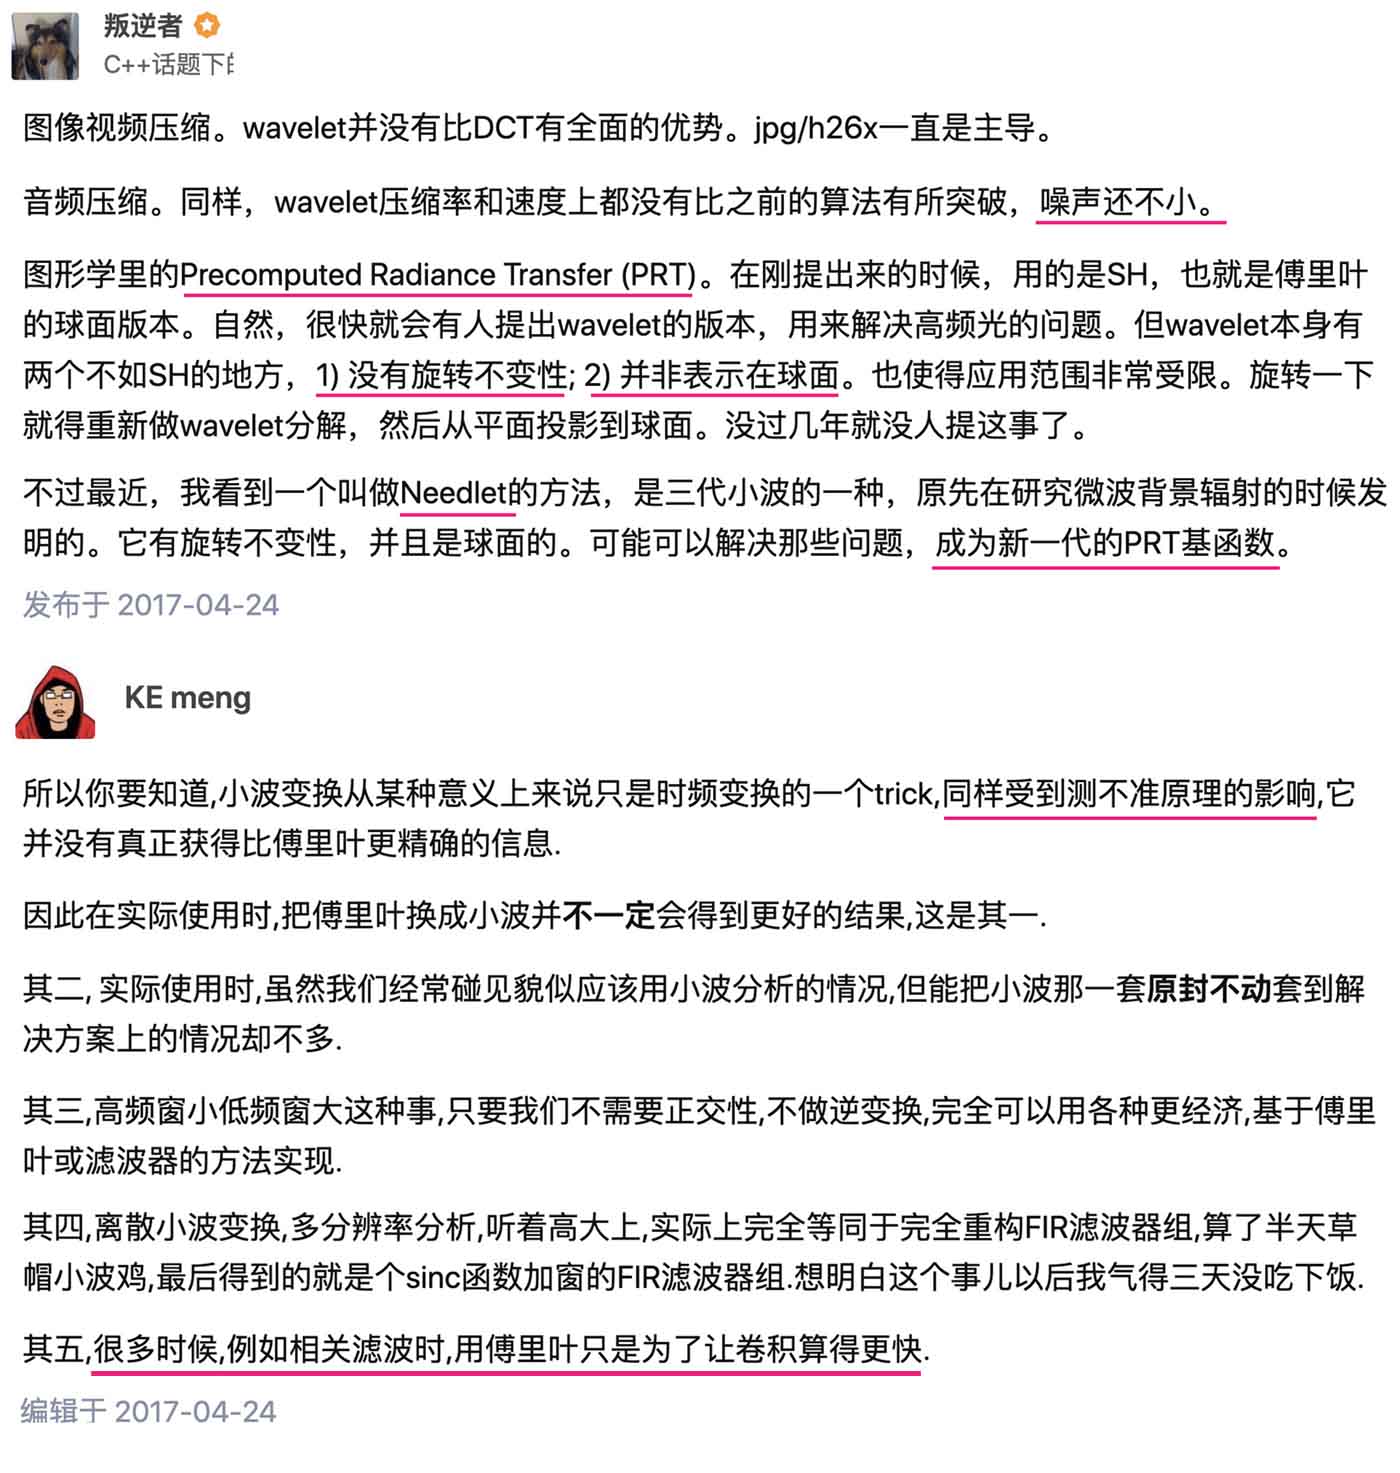 叛逆者
C++话题下的
图像视频压缩。wavelet并没有比DCT有全面的优势。jpg/h26x一直是主导。
音频压缩。同样，wavelet压缩率和速度上都没有比之前的算法有所突破，噪声还不小。
图形学里的Precomputed Radiance Transfer (PRT)。在刚提出来的时候，用的是SH，也就是傅里叶
的球面版本。自然，很快就会有人提出wavelet的版本，用来解决高频光的问题。但wavelet本身有
两个不如SH的地方，1) 没有旋转不变性; 2) 并非表示在球面。也使得应用范围非常受限。旋转一下
就得重新做wavelet分解，然后从平面投影到球面。没过几年就没人提这事了。
不过最近，我看到一个叫做Needlet的方法，是三代小波的一种，原先在研究微波背景辐射的时候发
明的。它有旋转不变性，并且是球面的。可能可以解决那些问题，成为新一代的PRT基函数。
发布于 2017-04-24
KE meng
所以你要知道,小波变换从某种意义上来说只是时频变换的一个trick,同样受到测不准原理的影响,它
并没有真正获得比傅里叶更精确的信息.
因此在实际使用时,把傅里叶换成小波并不一定会得到更好的结果,这是其一.
其二, 实际使用时,虽然我们经常碰见貌似应该用小波分析的情况,但能把小波那一套原封不动套到解
决方案上的情况却不多.
其三,高频窗小低频窗大这种事,只要我们不需要正交性,不做逆变换,完全可以用各种更经济,基于傅里
叶或滤波器的方法实现.
其四,离散小波变换,多分辨率分析,听着高大上,实际上完全等同于完全重构FIR滤波器组,算了半天草
帽小波鸡,最后得到的就是个sinc函数加窗的FIR滤波器组.想明白这个事儿以后我气得三天没吃下饭.
其五,很多时候,例如相关滤波时,用傅里叶只是为了让卷积算得更快.
编辑于 2017-04-24